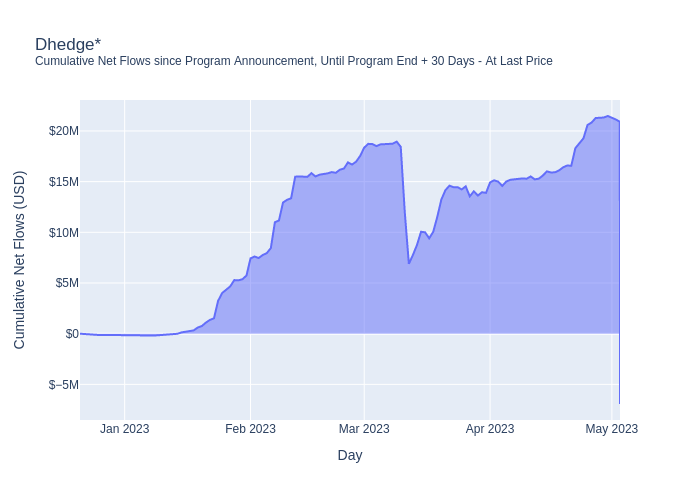 Dhedge*
Cumulative Net Flows since Program Announcement, Until Program End + 30 Days - At Last Price
Cumulative Net Flows (USD)
$20M
$15M
$10M
$5M
$0
$−5M
Jan 2023
Feb 2023
Mar 2023
Apr 2023
May 2023
Day